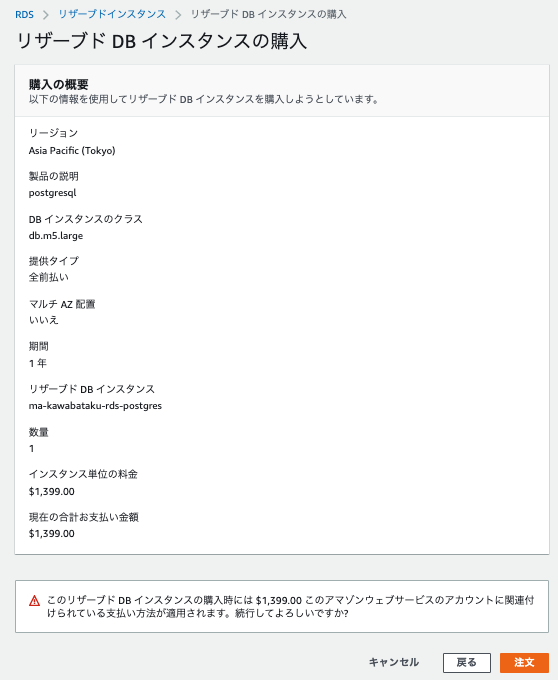 RDS > リザーブドインスタンス > リザーブド DB インスタンスの購入
リザーブド DB インスタンスの購入
購入の概要
以下の情報を使用してリザーブド DB インスタンスを購入しようとしています。
リージョン
Asia Pacific (Tokyo)
製品の説明
postgresql
DB インスタンスのクラス
db.m5.large
提供タイプ
全前払い
マルチ AZ 配置
いいえ
期間
1 年
リザーブド DB インスタンス
ma-kawabataku-rds-postgres
数量
1
インスタンス単位の料金
$1,399.00
現在の合計お支払い金額
$1,399.00
このリザーブド DB インスタンスの購入時には $1,399.00 このアマゾンウェブサービスのアカウントに関連付
けられている支払い方法が適用されます。続行してよろしいですか?
キャンセル 戻る 注文